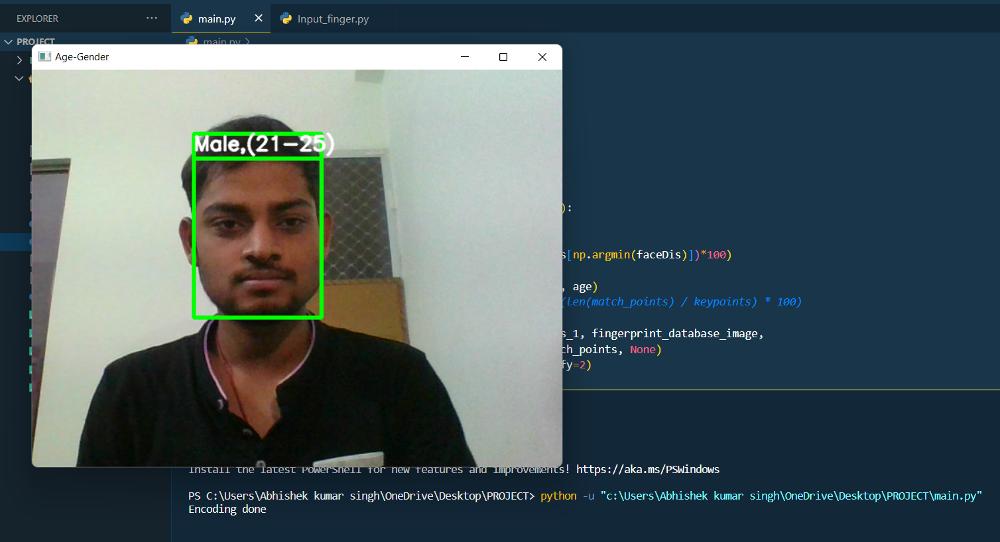 EXPLORER ···
main.py
Input_finger.py
PROJECT
main.py
Age-Gender
Male,(21-25)
):
s[np.argmin(faceDis)])*100)
, age)
(len(match_points) / keypoints) * 100)
s_1, fingerprint_database_image,
ch_points, None)
fy=2)
Install the latest PowerShell for new features and improvements! https://aka.ms/PSWindows
PS C:\Users\Abhishek kumar singh\OneDrive\Desktop\PROJECT> python -u "c:\Users\Abhishek kumar singh\OneDrive\Desktop\PROJECT\main.py"
Encoding done